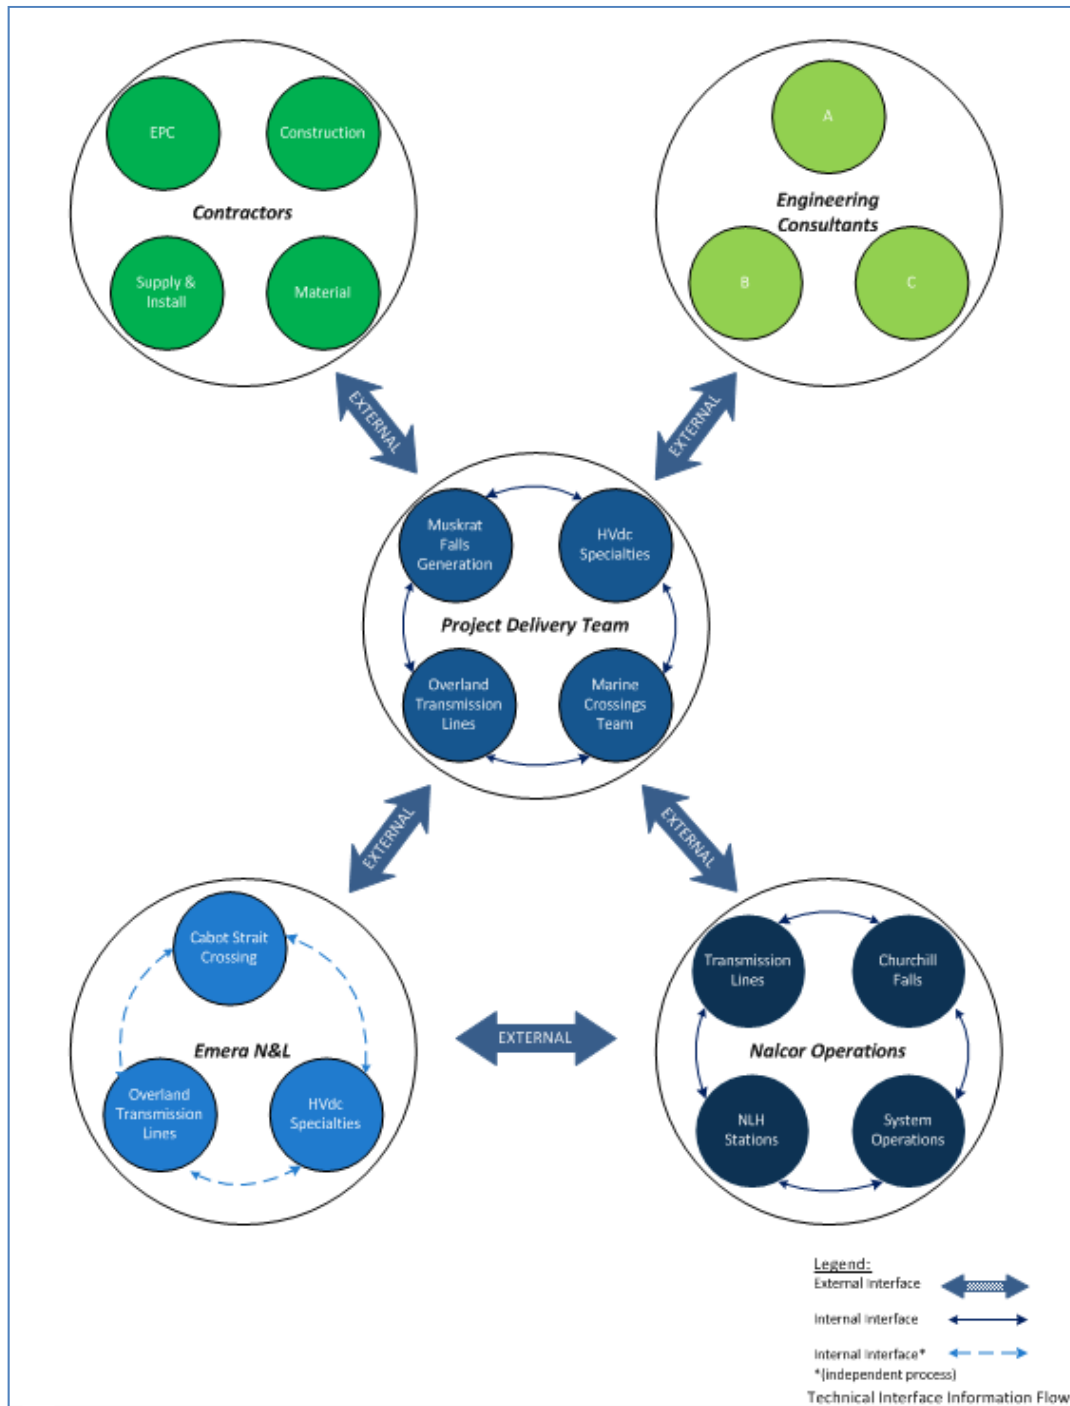 EPC
Construction
Contractors
Supply &
Install
Material
A
Engineering
Consultants
B
C
EXTERNAL
EXTERNAL
Muskrat
Falls
Generation
HVdc
Specialties
Project Delivery Team
Overland
Transmission
Lines
Marine
Crossings
Team
EXTERNAL
EXTERNAL
Cabot Strait
Crossing
Emera N&L
Overland
Transmission
Lines
HVdc
Specialties
EXTERNAL
Transmission
Lines
Churchill
Falls
Nalcor Operations
NLH
Stations
System
Operations
Legend:
External Interface
Internal Interface
Internal Interface*
*(independent process)
Technical Interface Information Flow